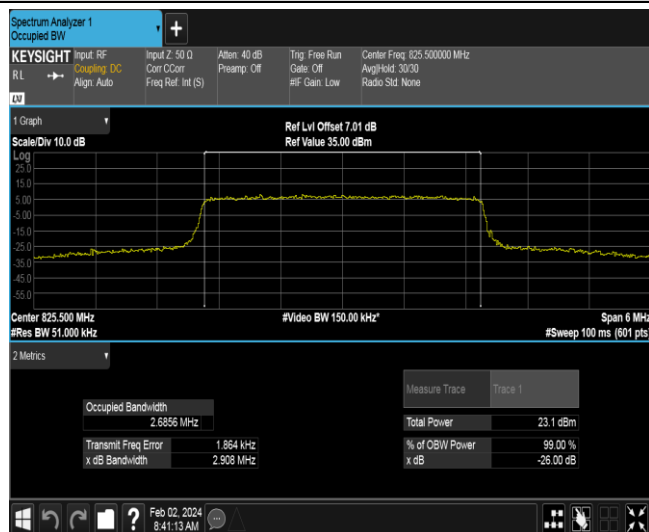 Spectrum Analyzer 1
Occupied BW
+
KEYSIGHT Input: RF Input Z: 50 Ω Atten: 40 dB Trig: Free Run Center Freq: 825.500000 MHz
RL Coupling: DC Corr CCorr Preamp: Off Gate: Off Avg|Hold: 30/30
Align: Auto Freq Ref: Int (S) #IF Gain: Low Radio Std: None
LXI
1 Graph
Ref Lvl Offset 7.01 dB
Scale/Div 10.0 dB Ref Value 35.00 dBm
Log
25.0
15.0
5.00
-5.00
-15.0
-25.0
-35.0
-45.0
-55.0
Center 825.500 MHz #Video BW 150.00 kHz* Span 6 MHz
#Res BW 51.000 kHz #Sweep 100 ms (601 pts
2 Metrics
Measure Trace Trace 1
Occupied Bandwidth
2.6856 MHz Total Power 23.1 dBm
Transmit Freq Error 1.864 kHz % of OBW Power 99.00 %
x dB Bandwidth 2.908 MHz x dB -26.00 dB
? Feb 02, 2024
8:41:13 AM